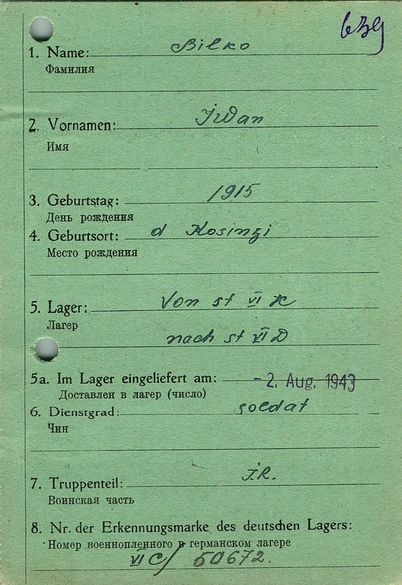 639
1. Name: Bilko
Фамилия
2. Vornamen: Iwan
Имя
3. Geburtstag: 1915
День рождения
4. Geburtsort: d Kosinzi
Место рождения
5. Lager: Von st VI K
Лагер
nach st VI D
5a. Im Lager eingeliefert am: - 2. Aug. 1943
Доставлен в лагер (число)
6. Dienstgrad: soldat
Чин
7. Truppenteil: I.R.
Воинская часть
8. Nr. der Erkennungsmarke des deutschen Lagers:
Номер военнопленного в германском лагере
VI C/ 50672.